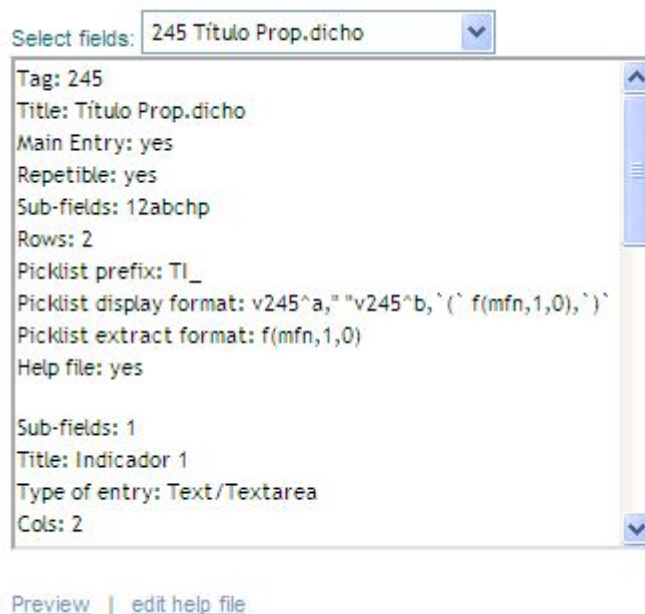 Select fields: 245 Título Prop.dicho
Tag: 245
Title: Título Prop.dicho
Main Entry: yes
Repetible: yes
Sub-fields: 12abchp
Rows: 2
Picklist prefix: TI_
Picklist display format: v245^a," "v245^b,`(` f(mfn,1,0),`)`
Picklist extract format: f(mfn,1,0)
Help file: yes
Sub-fields: 1
Title: Indicador 1
Type of entry: Text/Textarea
Cols: 2
Preview | edit help file